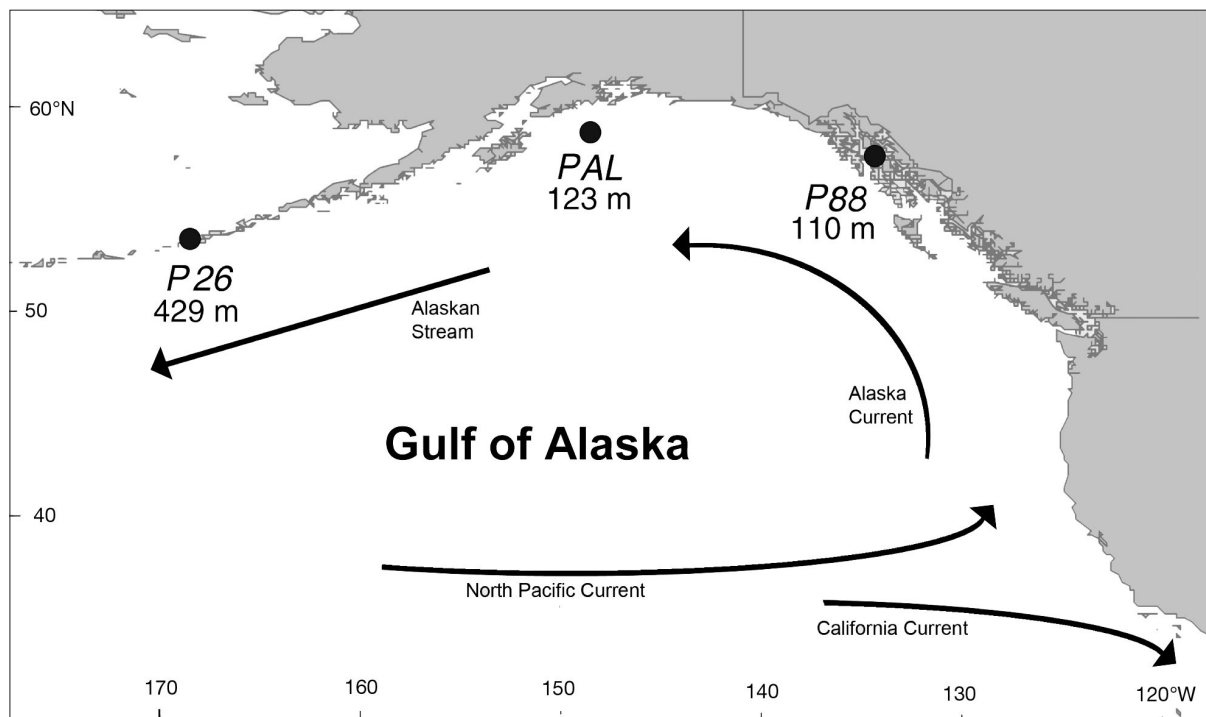 60°N
PAL
123 m
P88
110 m
P26
429 m
50
Alaskan
Stream
Alaska
Current
Gulf of Alaska
40
North Pacific Current
California Current
170
160
150
140
130
120°W